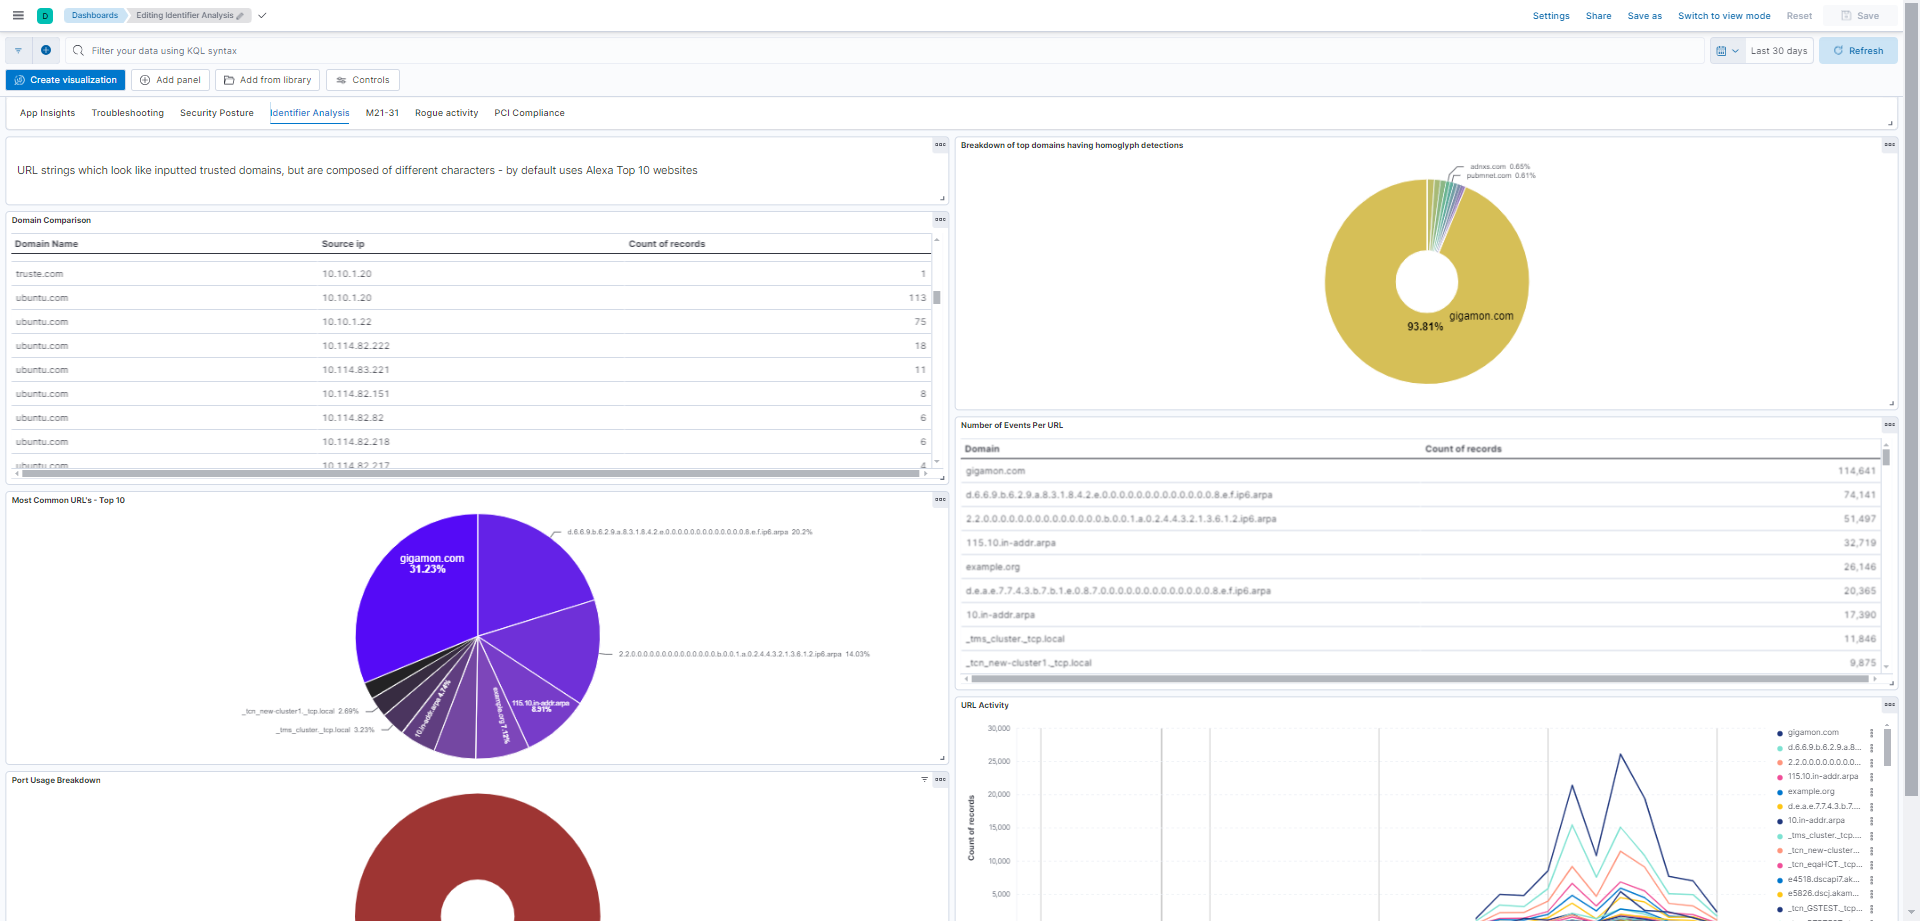 D Dashboards Editing Identifier Analysis
Settings Share Save as Switch to view mode Reset Save
Filter your data using KQL syntax
Last 30 days Refresh
Create visualization Add panel Add from library Controls
App Insights Troubleshooting Security Posture Identifier Analysis M21-31 Rogue activity PCI Compliance
URL strings which look like inputted trusted domains, but are composed of different characters - by default uses Alexa Top 10 websites
Domain Comparison
Domain Name Source ip Count of records
truste.com 10.10.1.20 1
ubuntu.com 10.10.1.20 113
ubuntu.com 10.10.1.22 75
ubuntu.com 10.114.82.222 18
ubuntu.com 10.114.83.221 11
ubuntu.com 10.114.82.151 8
ubuntu.com 10.114.82.82 6
ubuntu.com 10.114.82.218 6
ubuntu.com 10.114.82.217 4
Most Common URL's - Top 10
gigamon.com
31.23%
d.6.6.9.b.6.2.9.a.8.3.1.8.4.2.e.0.0.0.0.0.0.0.0.0.0.0.0.0.8.e.f.ip6.arpa 20.2%
2.2.0.0.0.0.0.0.0.0.0.0.0.0.0.0.b.0.0.1.a.0.2.4.4.3.2.1.3.6.1.2.ip6.arpa 14.03%
115.10.in-addr.arpa
8.91%
example.org 7.12%
10.in-addr.arpa 4.74%
_tcn_new-cluster1._tcp.local 2.69%
_tms_cluster._tcp.local 3.23%
Port Usage Breakdown
Breakdown of top domains having homoglyph detections
adnxs.com 0.65%
pubmnet.com 0.61%
gigamon.com
93.81%
Number of Events Per URL
Domain Count of records
gigamon.com 114,641
d.6.6.9.b.6.2.9.a.8.3.1.8.4.2.e.0.0.0.0.0.0.0.0.0.0.0.0.0.8.e.f.ip6.arpa 74,141
2.2.0.0.0.0.0.0.0.0.0.0.0.0.0.0.b.0.0.1.a.0.2.4.4.3.2.1.3.6.1.2.ip6.arpa 51,497
115.10.in-addr.arpa 32,719
example.org 26,146
d.e.a.e.7.7.4.3.b.7.b.1.e.0.8.7.0.0.0.0.0.0.0.0.0.0.0.0.0.8.e.f.ip6.arpa 20,365
10.in-addr.arpa 17,390
_tms_cluster._tcp.local 11,846
_tcn_new-cluster1._tcp.local 9,875
URL Activity
Count of records
30,000
25,000
20,000
15,000
10,000
5,000
gigamon.com
d.6.6.9.b.6.2.9.a.8...
2.2.0.0.0.0.0.0.0...
115.10.in-addr.arpa
example.org
d.e.a.e.7.7.4.3.b.7....
10.in-addr.arpa
_tms_cluster._tcp....
_tcn_new-cluster...
_tcn_eqaHCT._tcp...
e4518.dscapi7.ak...
e5826.dscj.akam...
_tcn_GSTEST._tcp...